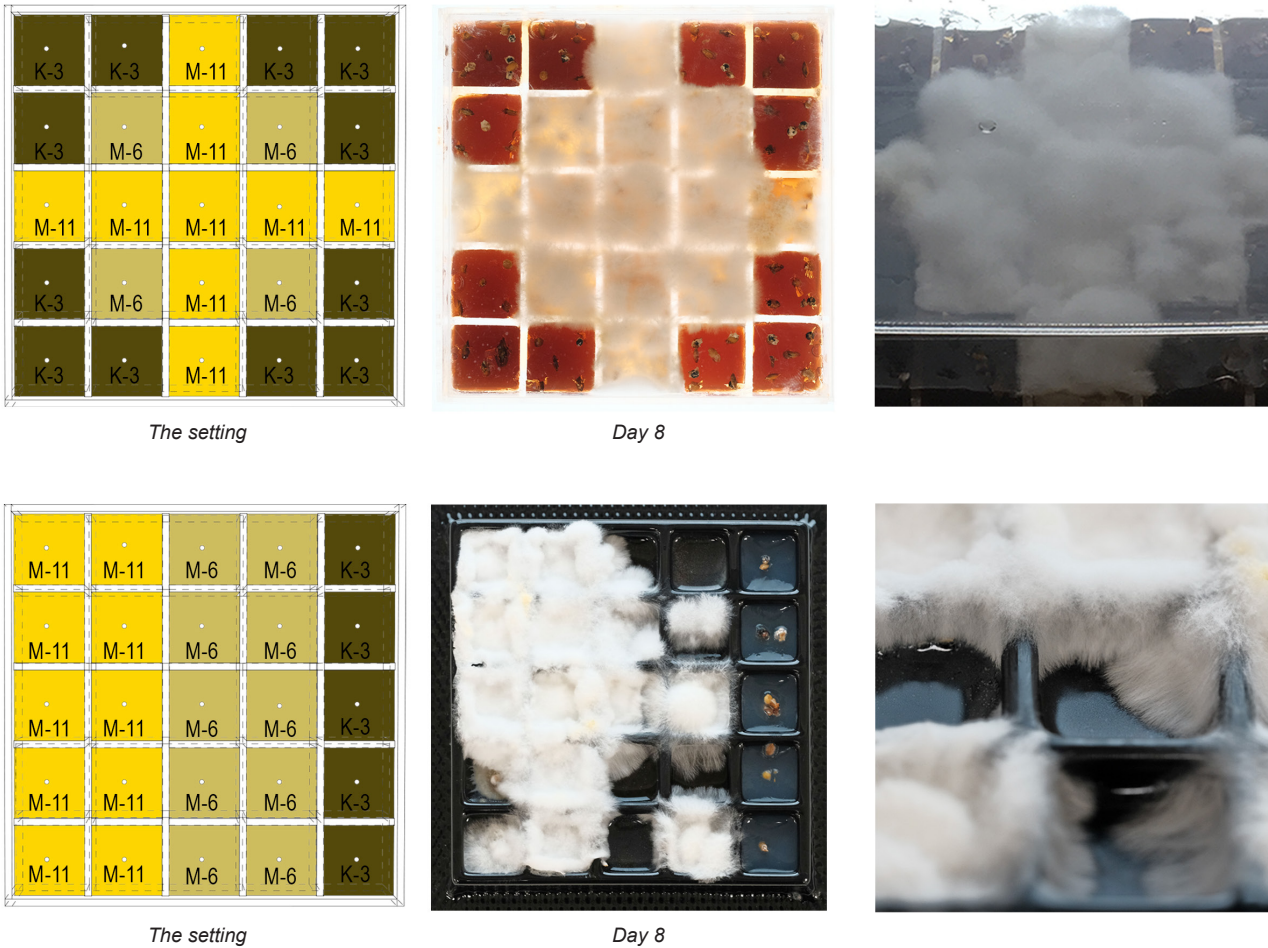 K-3 K-3 M-11 K-3 K-3
K-3 M-6 M-11 M-6 K-3
M-11 M-11 M-11 M-11 M-11
K-3 M-6 M-11 M-6 K-3
K-3 K-3 M-11 K-3 K-3
The setting
Day 8
M-11 M-11 M-6 M-6 K-3
M-11 M-11 M-6 M-6 K-3
M-11 M-11 M-6 M-6 K-3
M-11 M-11 M-6 M-6 K-3
M-11 M-11 M-6 M-6 K-3
The setting
Day 8